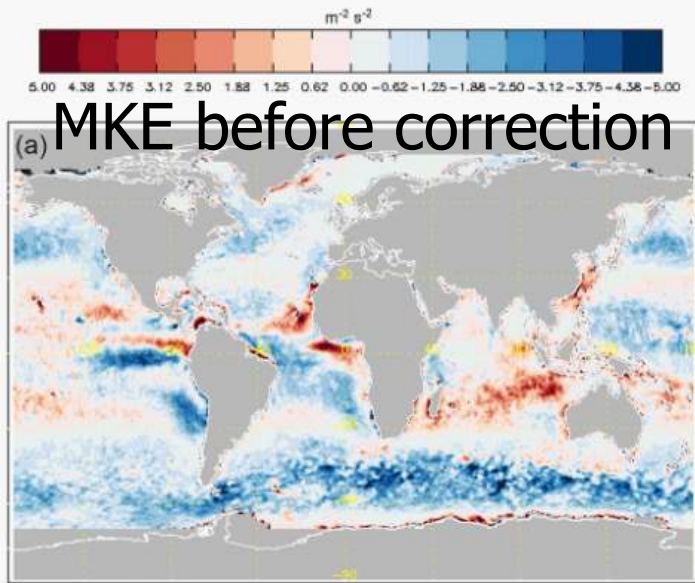 m⁻² s⁻²
5.00 4.38 3.75 3.12 2.50 1.88 1.25 0.62 0.00 -0.62 -1.25 -1.88 -2.50 -3.12 -3.75 -4.38 -5.00
MKE before correction
(a)
30
-90